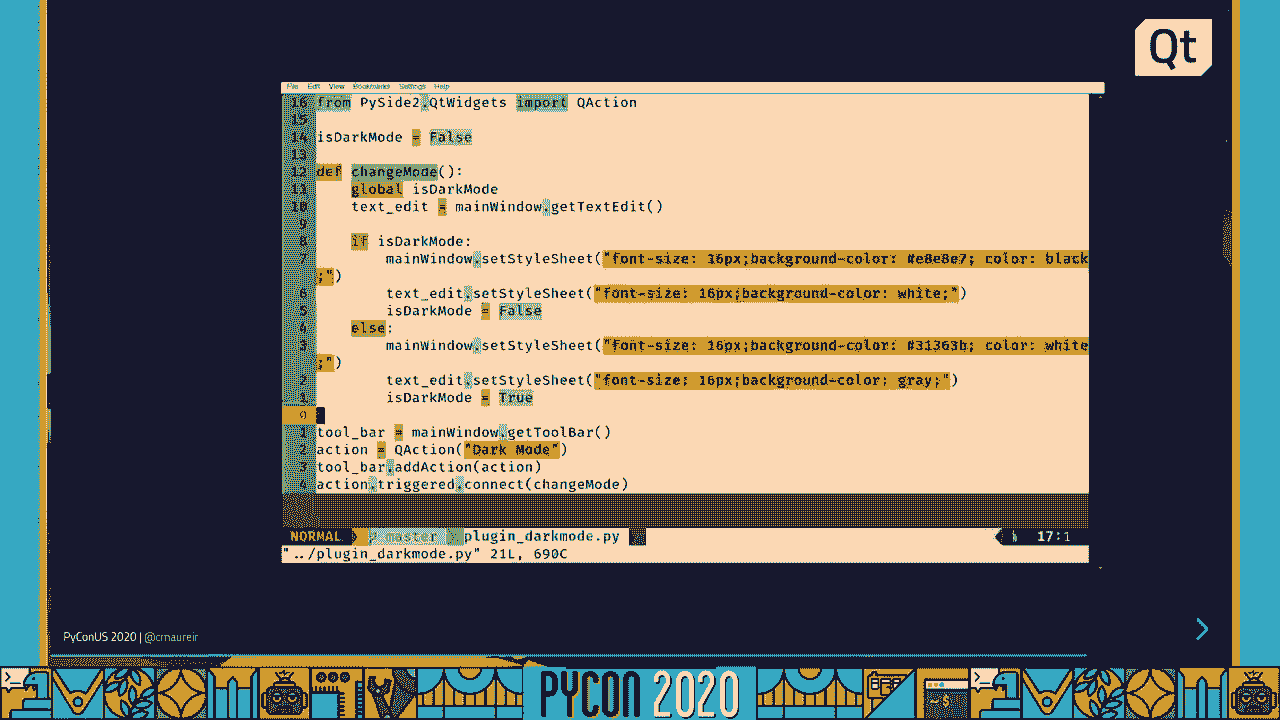 Qt
File Edit View Bookmarks Settings Help
16 from PySide2.QtWidgets import QAction
15
14 isDarkMode = False
13
12 def changeMode():
11     global isDarkMode
10     text_edit = mainWindow.getTextEdit()
9
8     if isDarkMode:
7         mainWindow.setStyleSheet("font-size: 16px;background-color: #e8e8e7; color: black
;")
6         text_edit.setStyleSheet("font-size: 16px;background-color: white;")
5         isDarkMode = False
4     else:
3         mainWindow.setStyleSheet("font-size: 16px;background-color: #31363b; color: white
;")
2         text_edit.setStyleSheet("font-size: 16px;background-color: gray;")
1         isDarkMode = True
0
1 tool_bar = mainWindow.getToolBar()
2 action = QAction("Dark Mode")
3 tool_bar.addAction(action)
4 action.triggered.connect(changeMode)
NORMAL master plugin_darkmode.py 17:1
"../plugin_darkmode.py" 21L, 690C
PyConUS 2020 | @cmaureir
PYCON 2020